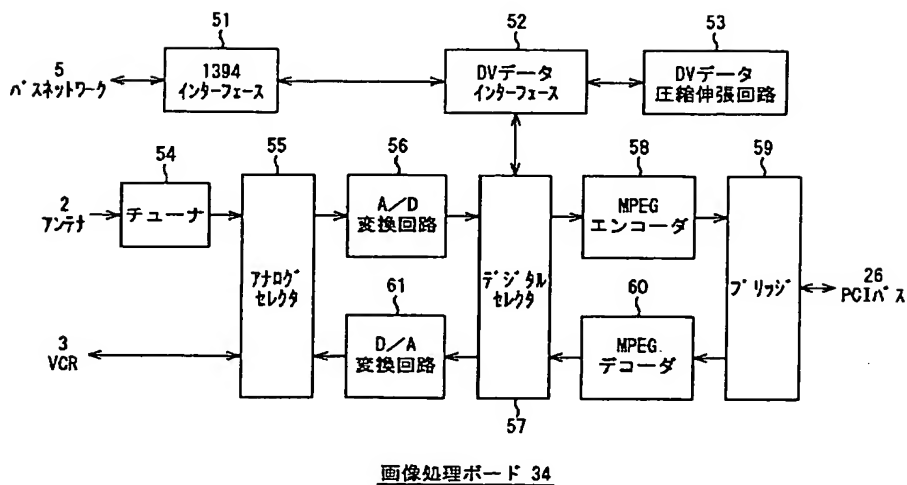 51
52
53
5
バスネットワーク
1394
インターフェース
DVデータ
インターフェース
DVデータ
圧縮伸張回路
54
55
56
58
59
2
アンテナ
チューナ
アナログ
セレクタ
A/D
変換回路
デジタル
セレクタ
MPEG
エンコーダ
ブリッジ
26
PCIバス
61
60
3
VCR
D/A
変換回路
MPEG
デコーダ
57
画像処理ボード 34